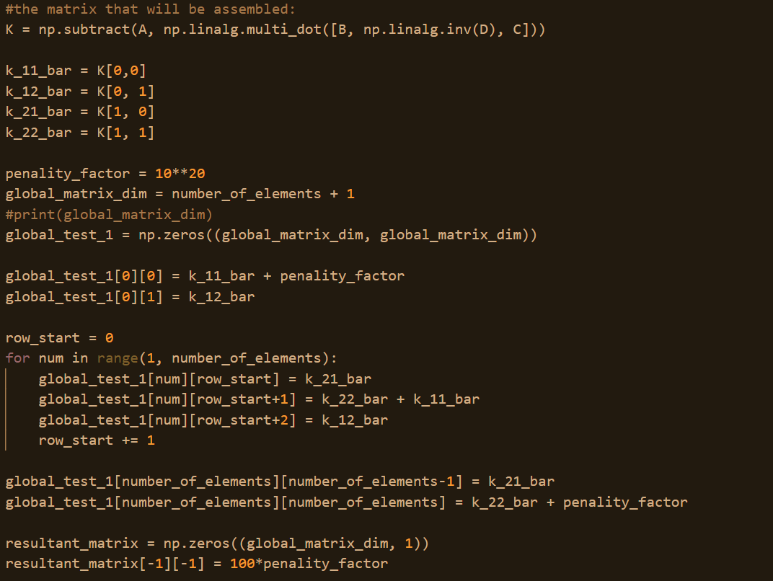 #the matrix that will be assembled:
K = np.subtract(A, np.linalg.multi_dot([B, np.linalg.inv(D), C]))
k_11_bar = K[0,0]
k_12_bar = K[0, 1]
k_21_bar = K[1, 0]
k_22_bar = K[1, 1]
penality_factor = 10**20
global_matrix_dim = number_of_elements + 1
#print(global_matrix_dim)
global_test_1 = np.zeros((global_matrix_dim, global_matrix_dim))
global_test_1[0][0] = k_11_bar + penality_factor
global_test_1[0][1] = k_12_bar
row_start = 0
for num in range(1, number_of_elements):
    global_test_1[num][row_start] = k_21_bar
    global_test_1[num][row_start+1] = k_22_bar + k_11_bar
    global_test_1[num][row_start+2] = k_12_bar
    row_start += 1
global_test_1[number_of_elements][number_of_elements-1] = k_21_bar
global_test_1[number_of_elements][number_of_elements] = k_22_bar + penality_factor
resultant_matrix = np.zeros((global_matrix_dim, 1))
resultant_matrix[-1][-1] = 100*penality_factor